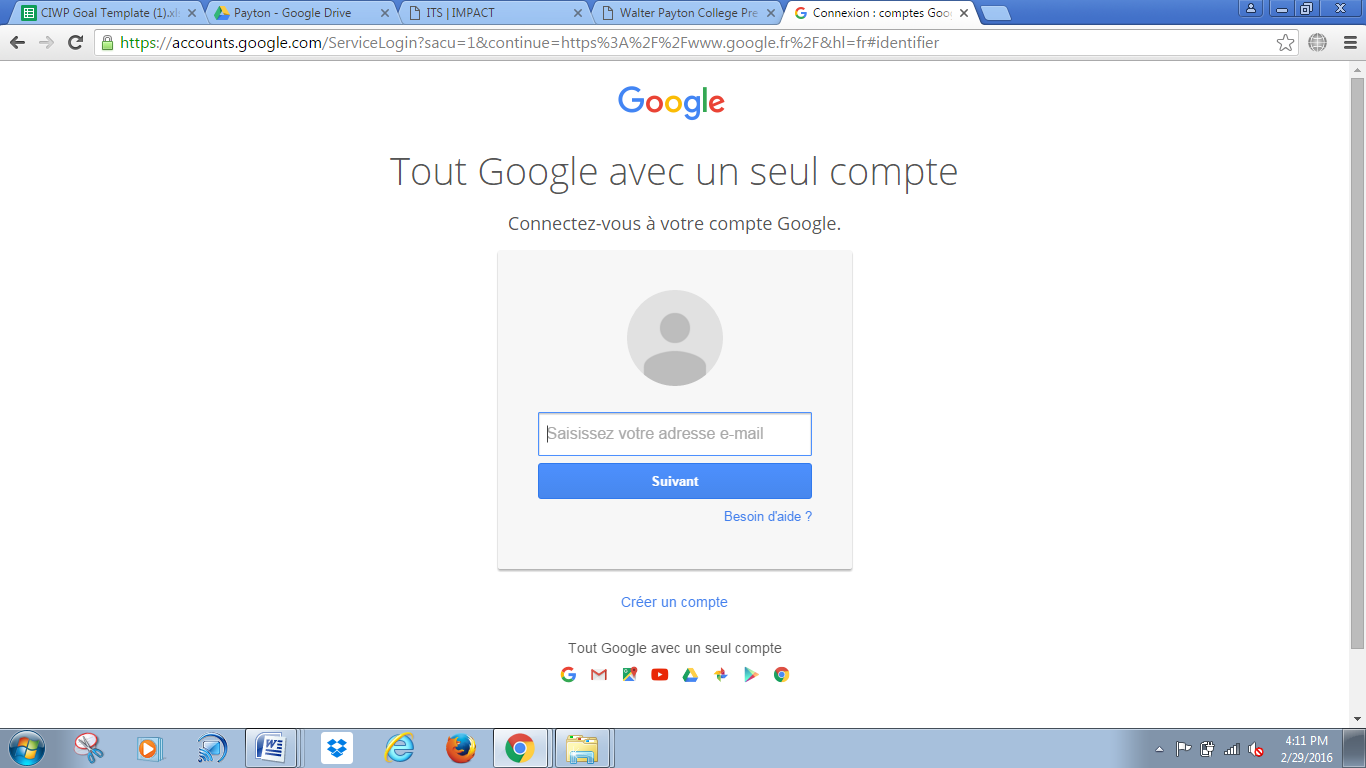 CIWP Goal Template (1).xls
Payton - Google Drive
ITS | IMPACT
Walter Payton College Pre
Connexion : comptes Goo
https://accounts.google.com/ServiceLogin?sacu=1&continue=https%3A%2F%2Fwww.google.fr%2F&hl=fr#identifier
Google
Tout Google avec un seul compte
Connectez-vous à votre compte Google.
Saisissez votre adresse e-mail
Suivant
Besoin d'aide ?
Créer un compte
Tout Google avec un seul compte
4:11 PM
2/29/2016